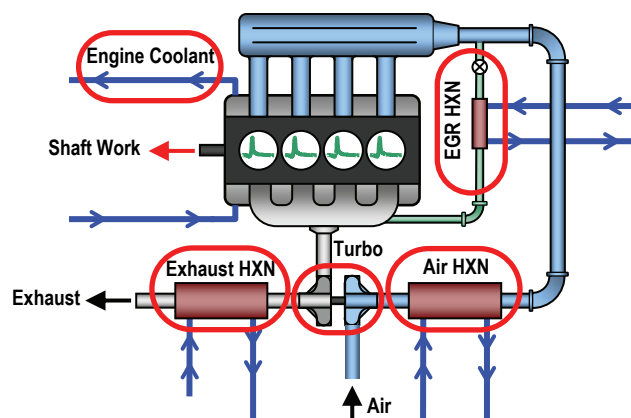 Engine Coolant
Shaft Work
EGR HXN
Turbo
Exhaust HXN
Air HXN
Exhaust
Air